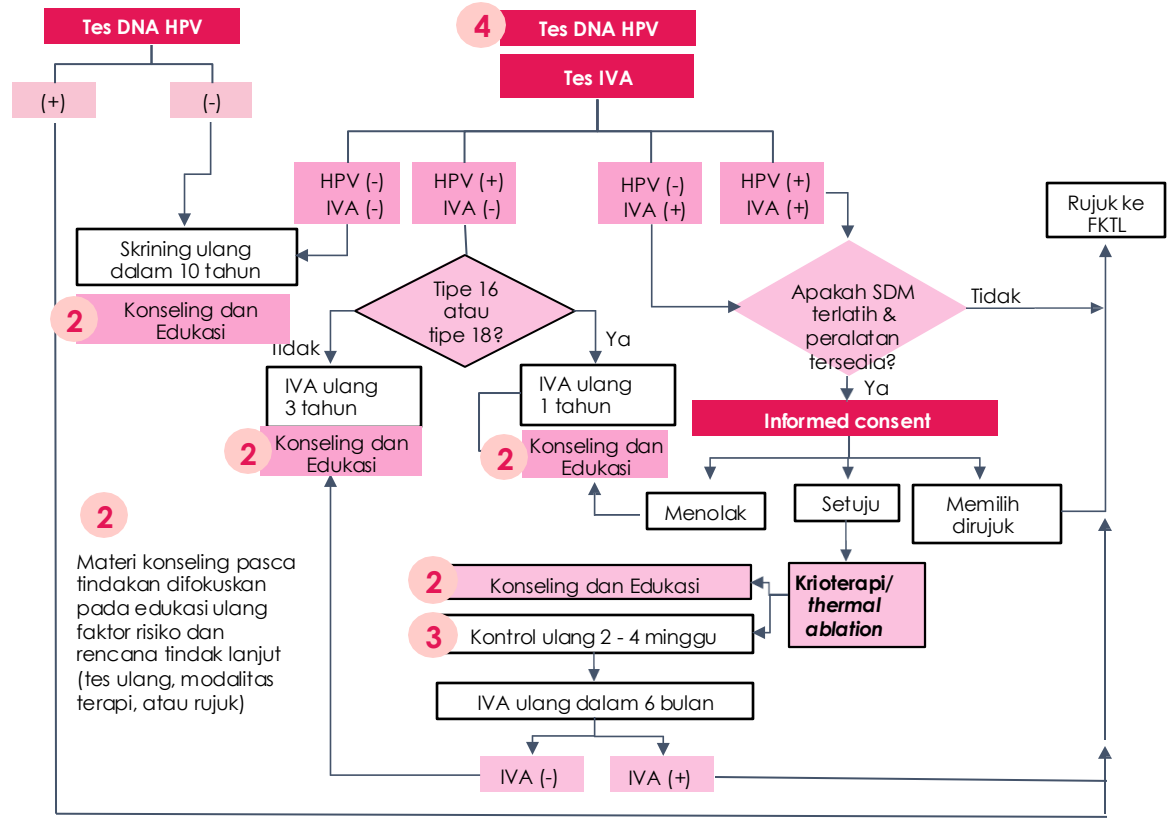 Tes DNA HPV
(+)
(-)
4
Tes DNA HPV
Tes IVA
HPV (-)
IVA (-)
HPV (+)
IVA (-)
HPV (-)
IVA (+)
HPV (+)
IVA (+)
Rujuk ke
FKTL
Skrining ulang
dalam 10 tahun
2
Konseling dan
Edukasi
Tipe 16
atau
tipe 18?
Tidak
Ya
Apakah SDM
terlatih &
peralatan
tersedia?
Tidak
Ya
IVA ulang
3 tahun
2
Konseling dan
Edukasi
IVA ulang
1 tahun
2
Konseling dan
Edukasi
Informed consent
Menolak
Setuju
Memilih
dirujuk
2
Materi konseling pasca
tindakan difokuskan
pada edukasi ulang
faktor risiko dan
rencana tindak lanjut
(tes ulang, modalitas
terapi, atau rujuk)
2
Konseling dan Edukasi
Krioterapi/
thermal
ablation
3
Kontrol ulang 2 - 4 minggu
IVA ulang dalam 6 bulan
IVA (-)
IVA (+)